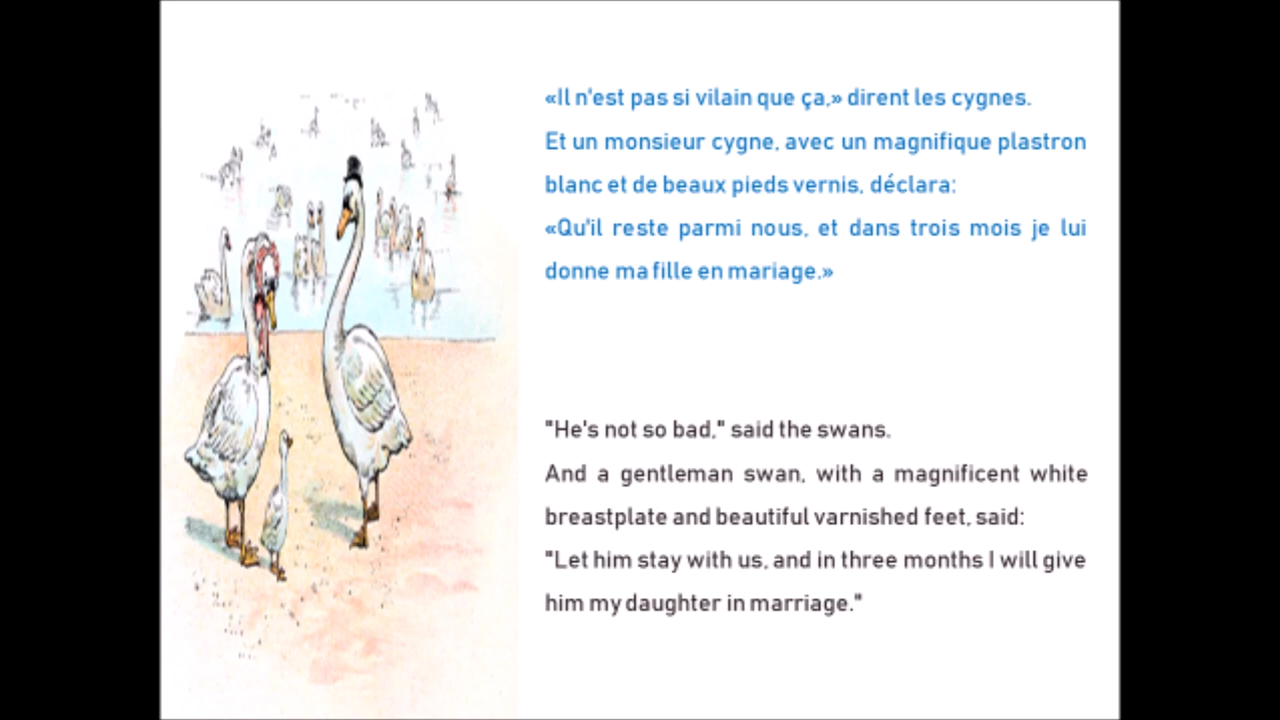 «Il n'est pas si vilain que ça,» dirent les cygnes.
Et un monsieur cygne, avec un magnifique plastron
blanc et de beaux pieds vernis, déclara:
«Qu'il reste parmi nous, et dans trois mois je lui
donne ma fille en mariage.»
"He's not so bad," said the swans.
And a gentleman swan, with a magnificent white
breastplate and beautiful varnished feet, said:
"Let him stay with us, and in three months I will give
him my daughter in marriage."